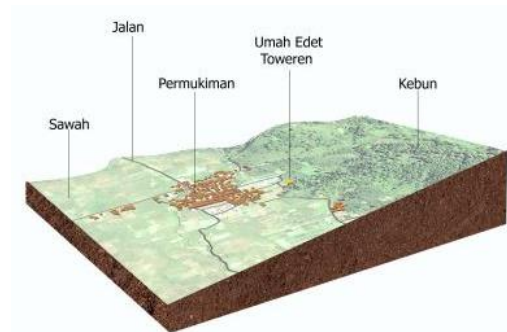 Jalan
Umah Edet
Toweren
Permukiman
Kebun
Sawah